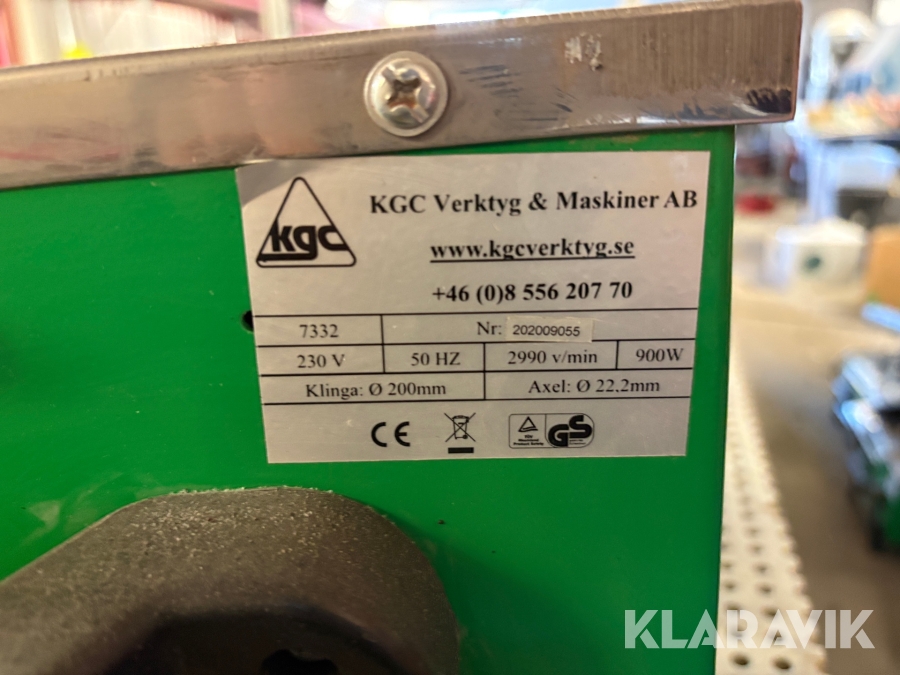 kgc
KGC Verktyg & Maskiner AB
www.kgcverktyg.se
+46 (0)8 556 207 70
7332 Nr: 202009055
230 V 50 HZ 2990 v/min 900W
Klinga: Ø 200mm Axel: Ø 22,2mm
CE GS
KLARAVIK